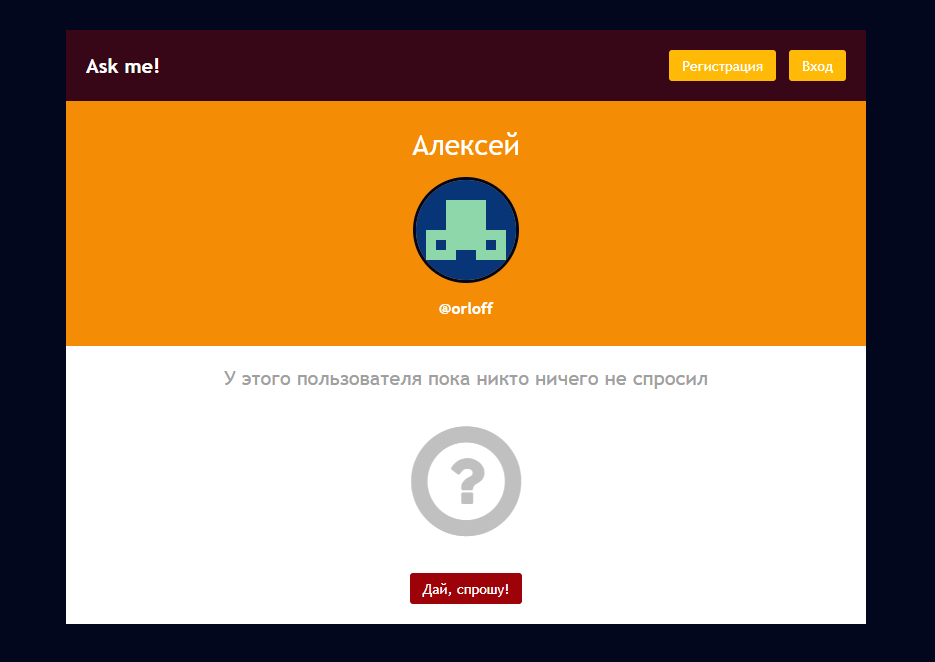 Ask me!
Регистрация
Вход
Алексей
@orloff
У этого пользователя пока никто ничего не спросил
?
Дай, спрошу!